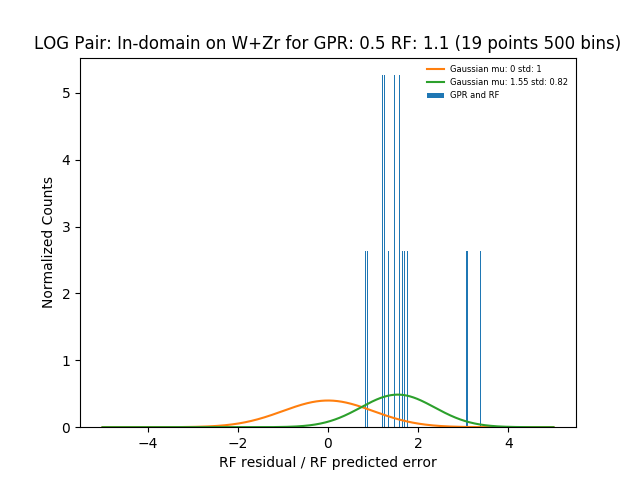 LOG Pair: In-domain on W+Zr for GPR: 0.5 RF: 1.1 (19 points 500 bins)
Gaussian mu: 0 std: 1
Gaussian mu: 1.55 std: 0.82
GPR and RF
Normalized Counts
5
4
3
2
1
0
−4 −2 0 2 4
RF residual / RF predicted error